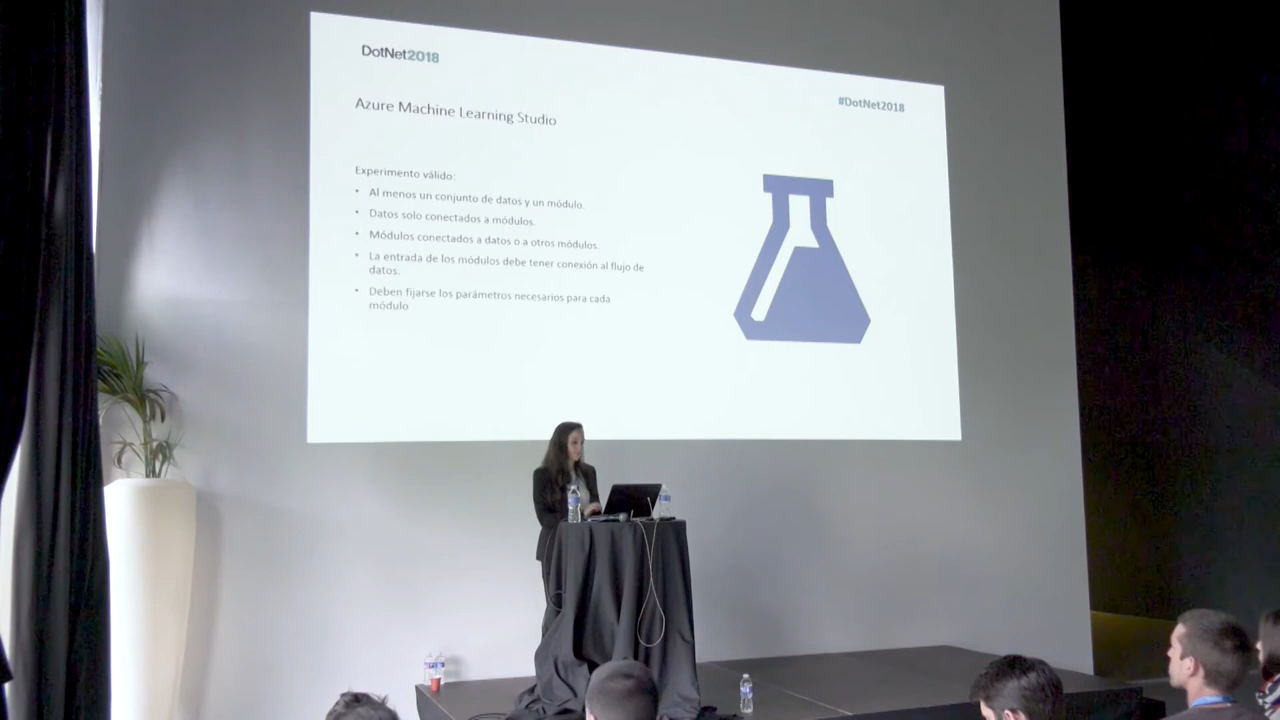 DotNet2018
#DotNet2018
Azure Machine Learning Studio
Experimento válido:
• Al menos un conjunto de datos y un módulo.
• Datos solo conectados a módulos.
• Módulos conectados a datos o a otros módulos.
• La entrada de los módulos debe tener conexión al flujo de
datos.
• Deben fijarse los parámetros necesarios para cada
módulo